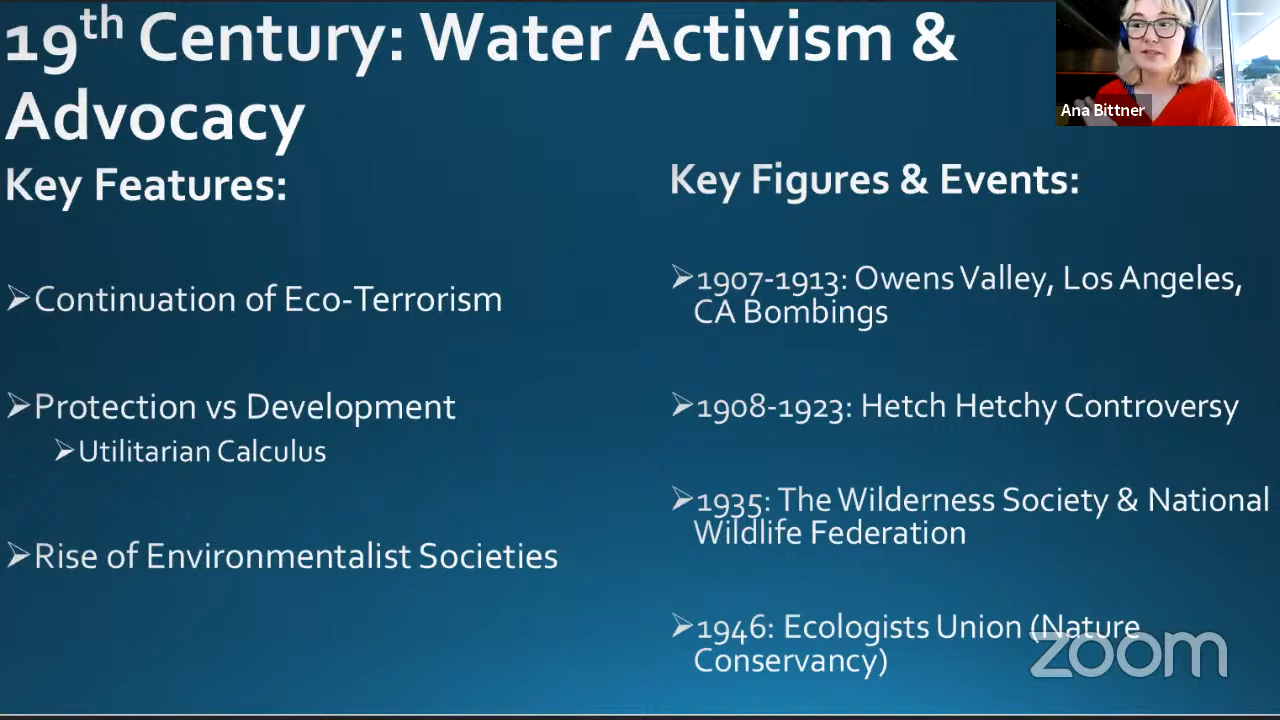 19th Century: Water Activism &
Advocacy
Key Features:
➢Continuation of Eco-Terrorism
➢Protection vs Development
➢Utilitarian Calculus
➢Rise of Environmentalist Societies
Key Figures & Events:
➢1907-1913: Owens Valley, Los Angeles,
CA Bombings
➢1908-1923: Hetch Hetchy Controversy
➢1935: The Wilderness Society & National
Wildlife Federation
➢1946: Ecologists Union (Nature
Conservancy)
Ana Bittner
zoom